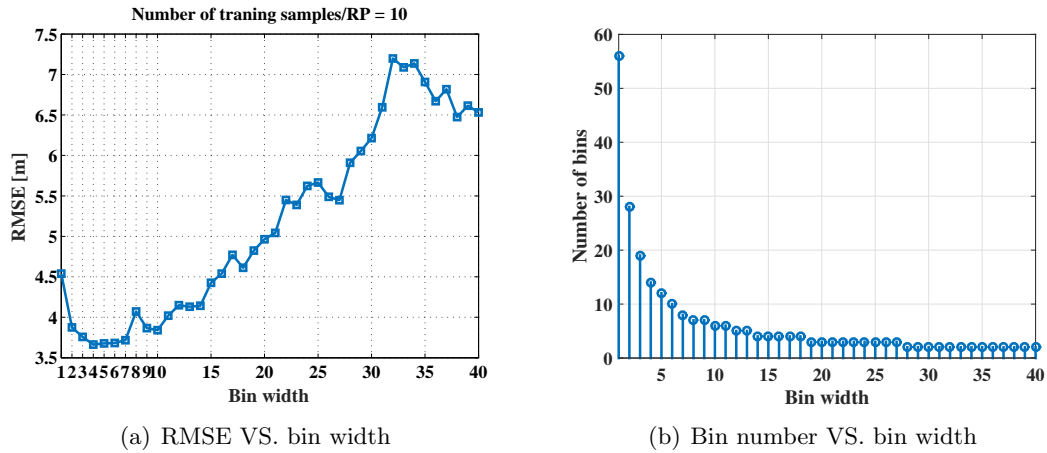 Number of traning samples/RP = 10
7.5
7
6.5
6
5.5
5
4.5
4
3.5
RMSE [m]
1 2 3 4 5 6 7 8 9 10 15 20 25 30 35 40
Bin width
(a) RMSE VS. bin width
60
50
40
30
20
10
0
Number of bins
5 10 15 20 25 30 35 40
Bin width
(b) Bin number VS. bin width